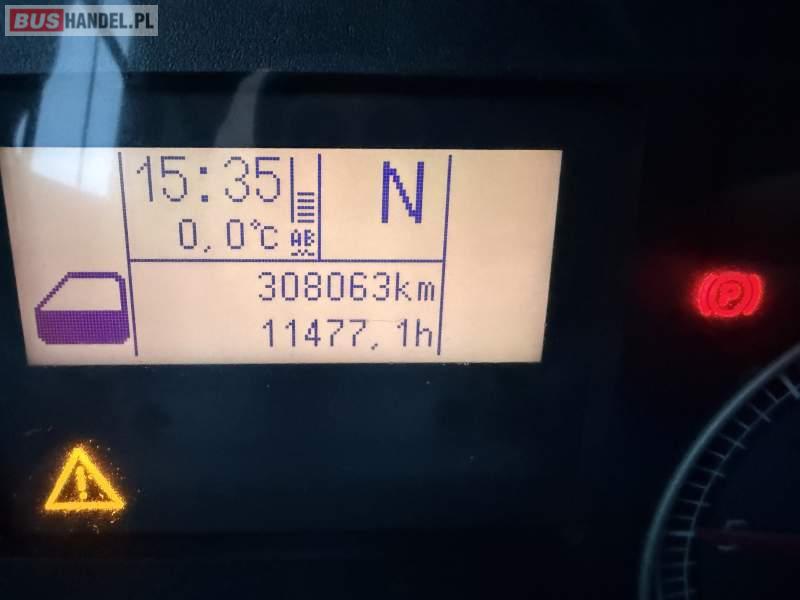 BUSHANDEL.PL
15:35
N
0,0°C AB
308063km
11477,1h
P